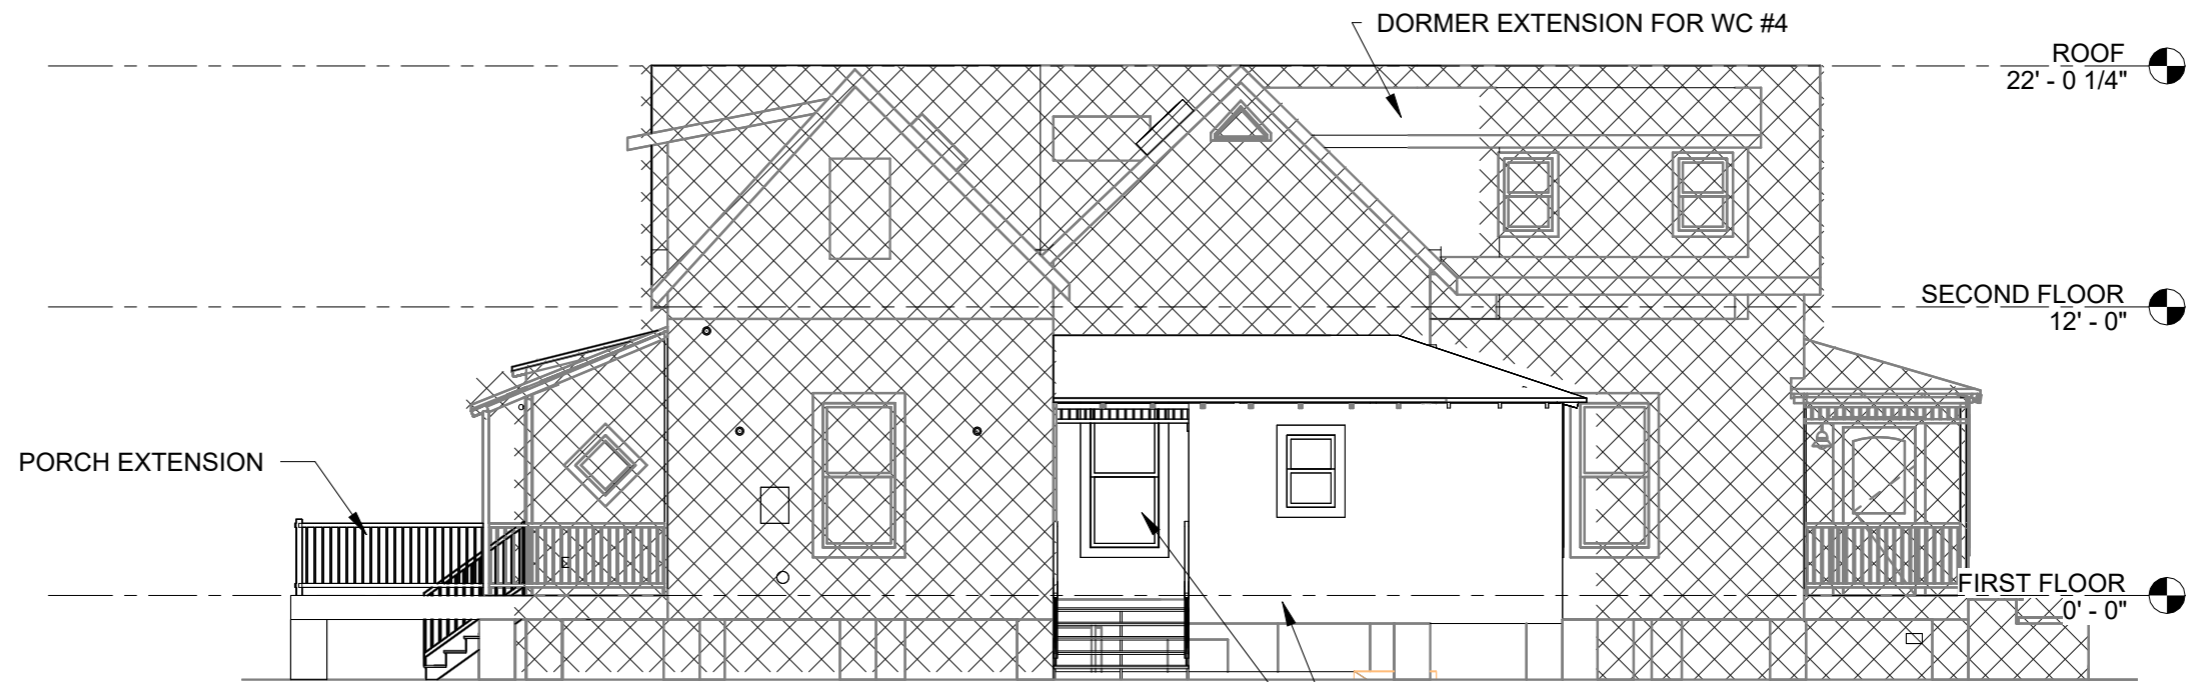 DORMER EXTENSION FOR WC #4
ROOF
22' - 0 1/4"
SECOND FLOOR
12' - 0"
PORCH EXTENSION
FIRST FLOOR
0' - 0"